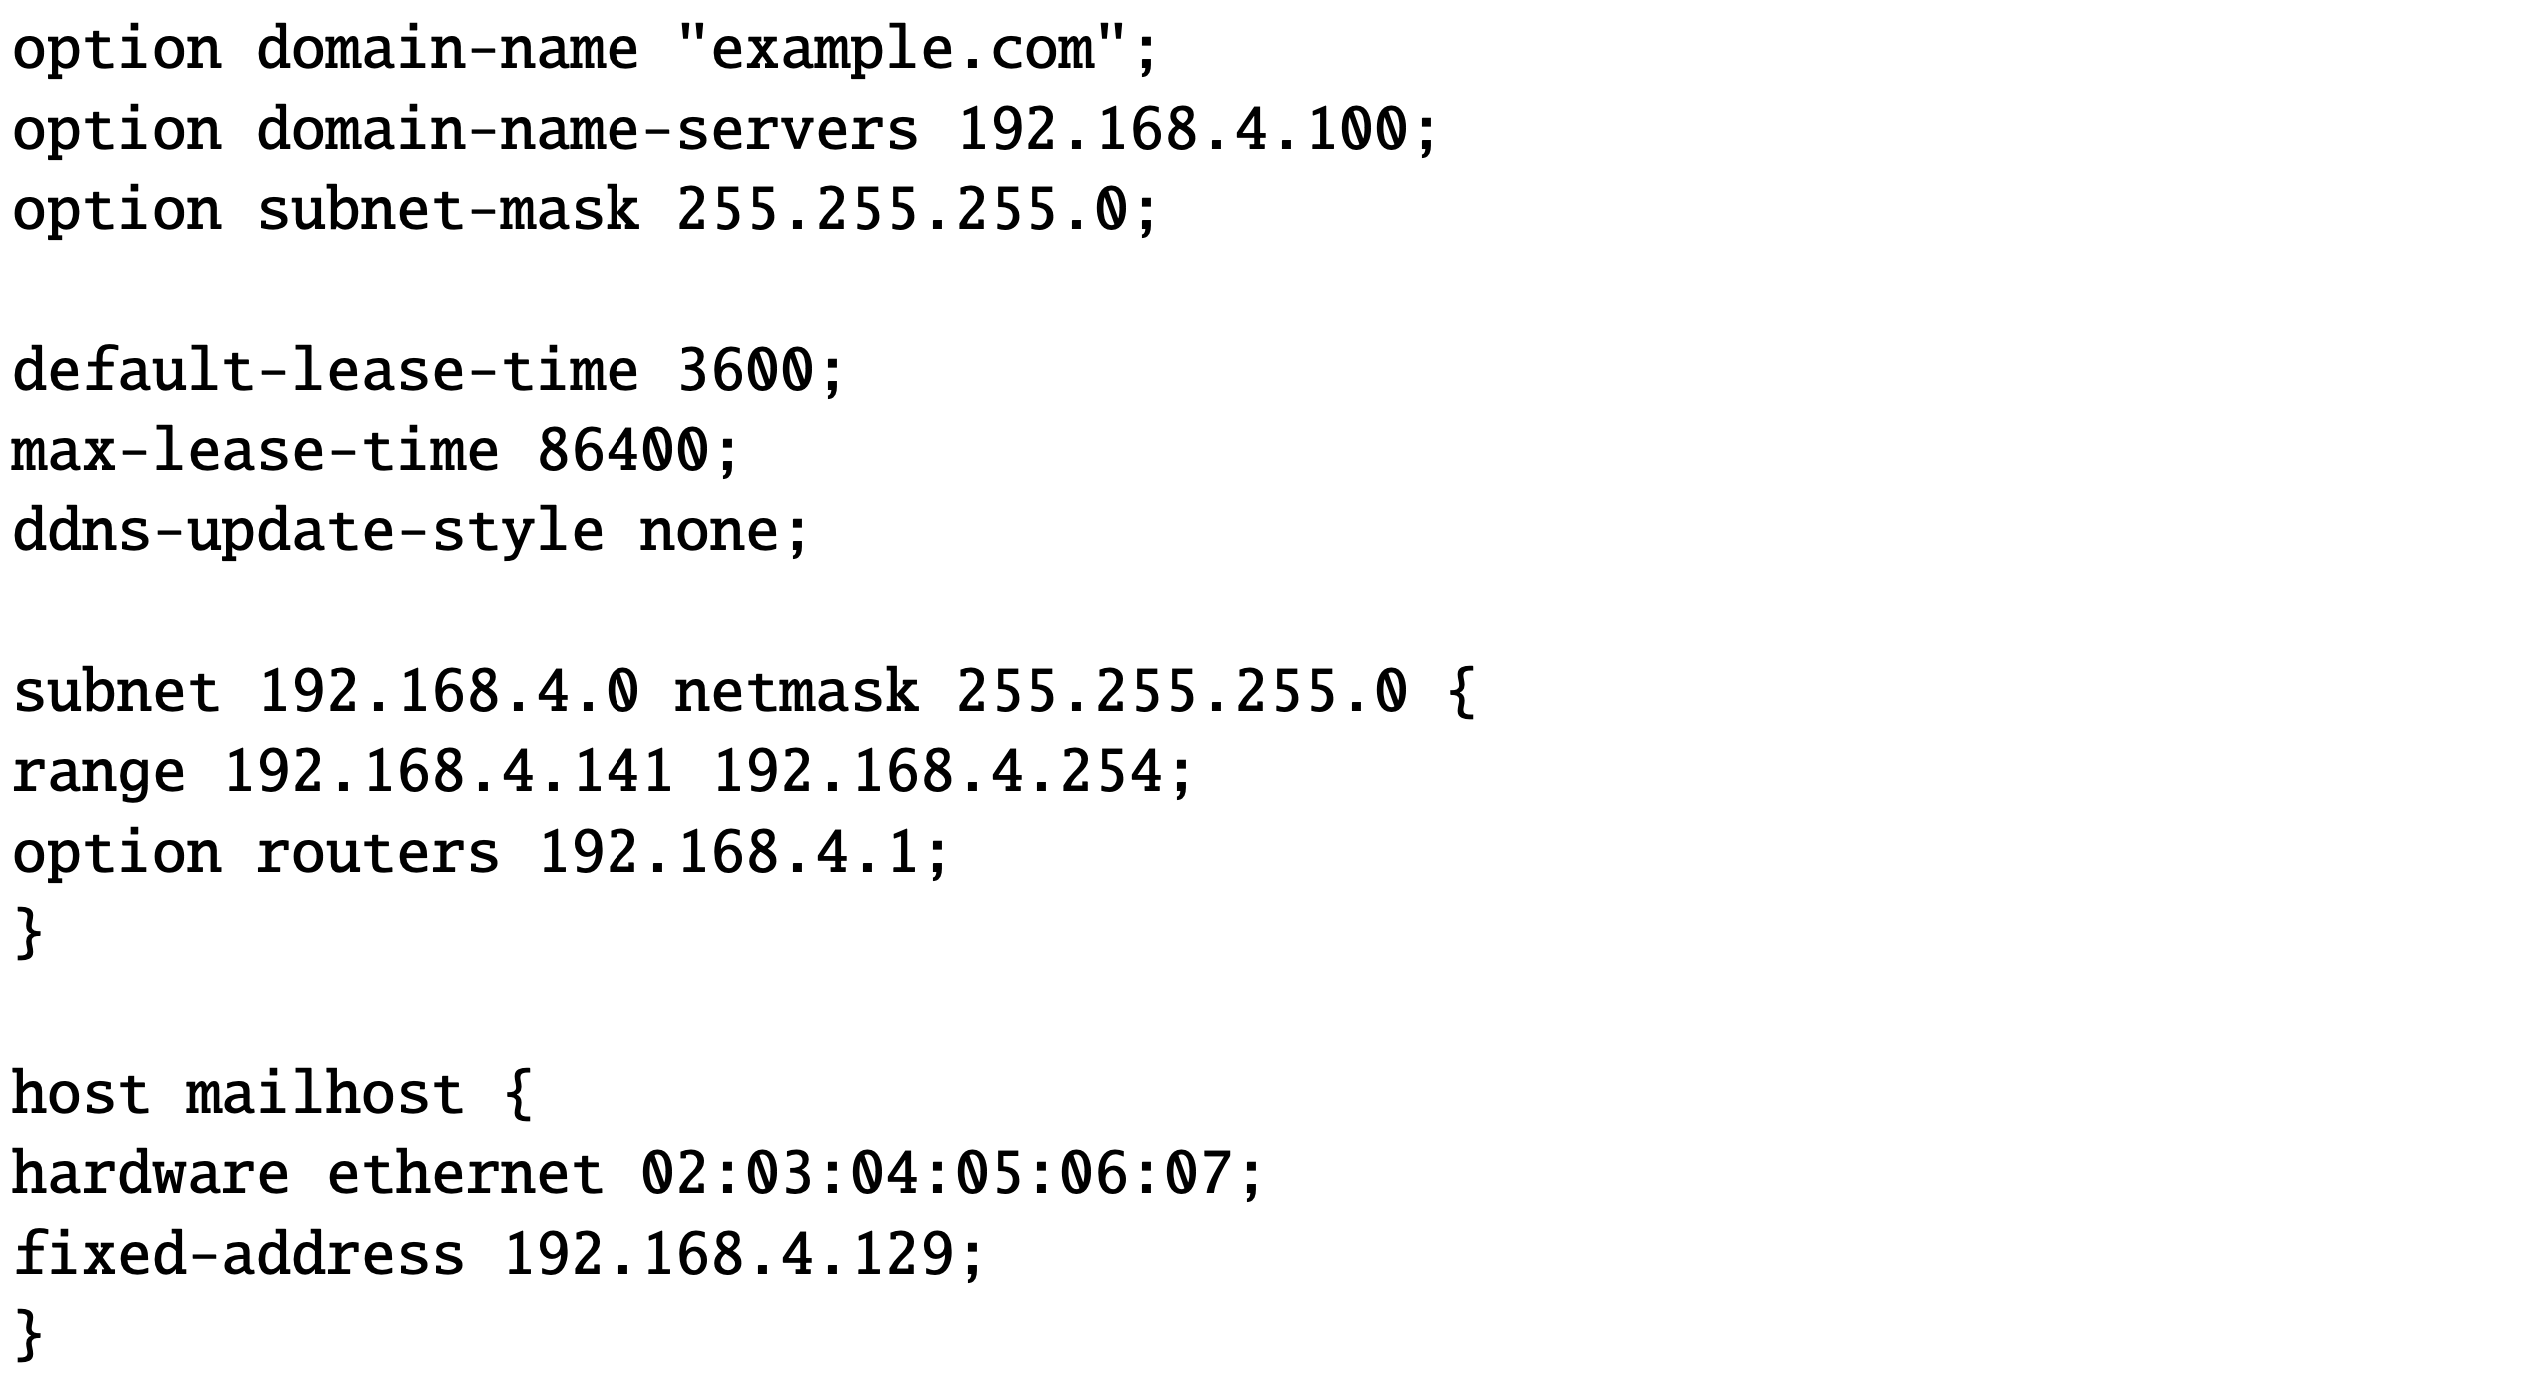 option domain-name "example.com";
option domain-name-servers 192.168.4.100;
option subnet-mask 255.255.255.0;

default-lease-time 3600;
max-lease-time 86400;
ddns-update-style none;

subnet 192.168.4.0 netmask 255.255.255.0 {
range 192.168.4.141 192.168.4.254;
option routers 192.168.4.1;
}

host mailhost {
hardware ethernet 02:03:04:05:06:07;
fixed-address 192.168.4.129;
}